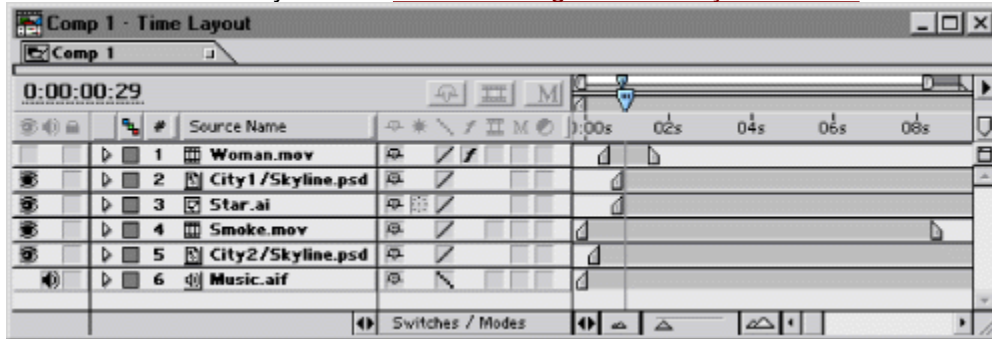 Comp 1 · Time Layout
Comp 1
0:00:00:29
M
# Source Name M 0:00s 02s 04s 06s 08s
1 Woman.mov
2 City1/Skyline.psd
3 Star.ai
4 Smoke.mov
5 City2/Skyline.psd
6 Music.aif
Switches / Modes